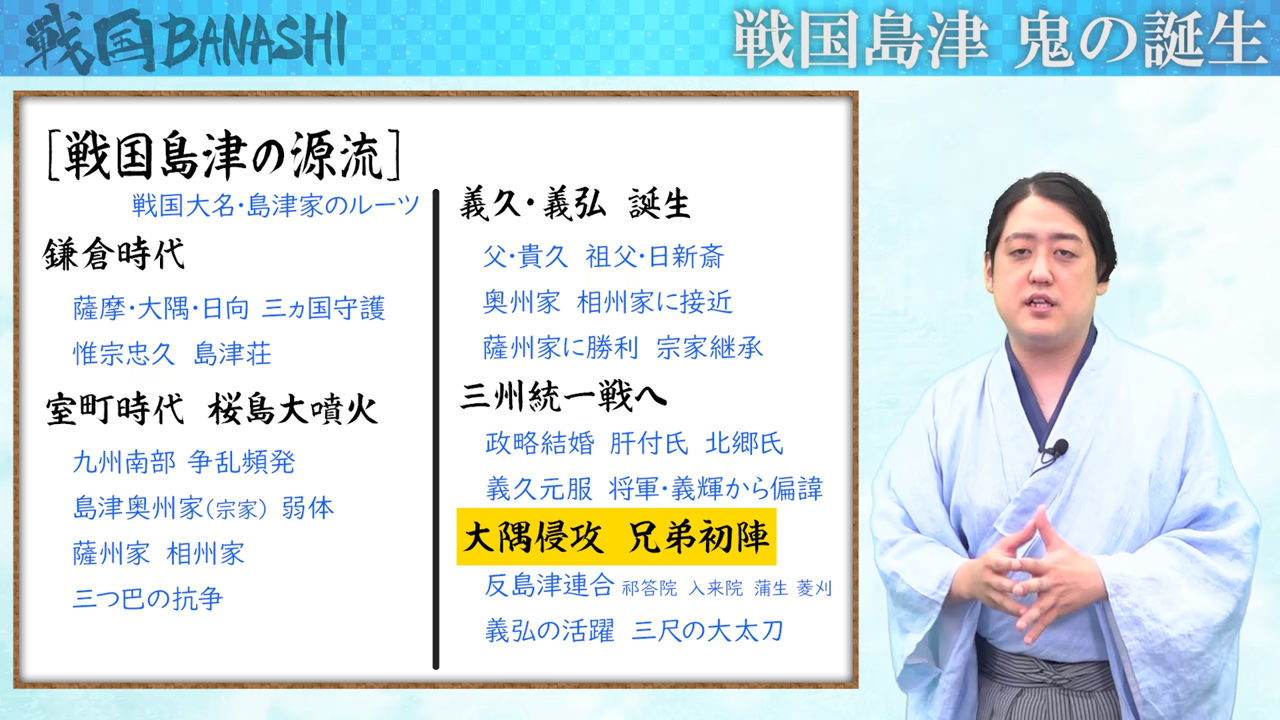 戦国BANASHI
戦国島津 鬼の誕生
[戦国島津の源流]
戦国大名・島津家のルーツ
鎌倉時代
薩摩・大隅・日向 三ヵ国守護
惟宗忠久 島津荘
室町時代 桜島大噴火
九州南部 争乱頻発
島津奥州家(宗家) 弱体
薩州家 相州家
三つ巴の抗争
義久・義弘 誕生
父・貴久 祖父・日新斎
奥州家 相州家に接近
薩州家に勝利 宗家継承
三州統一戦へ
政略結婚 肝付氏 北郷氏
義久元服 将軍・義輝から偏諱
大隅侵攻 兄弟初陣
反島津連合 祁答院 入来院 蒲生 菱刈
義弘の活躍 三尺の大太刀